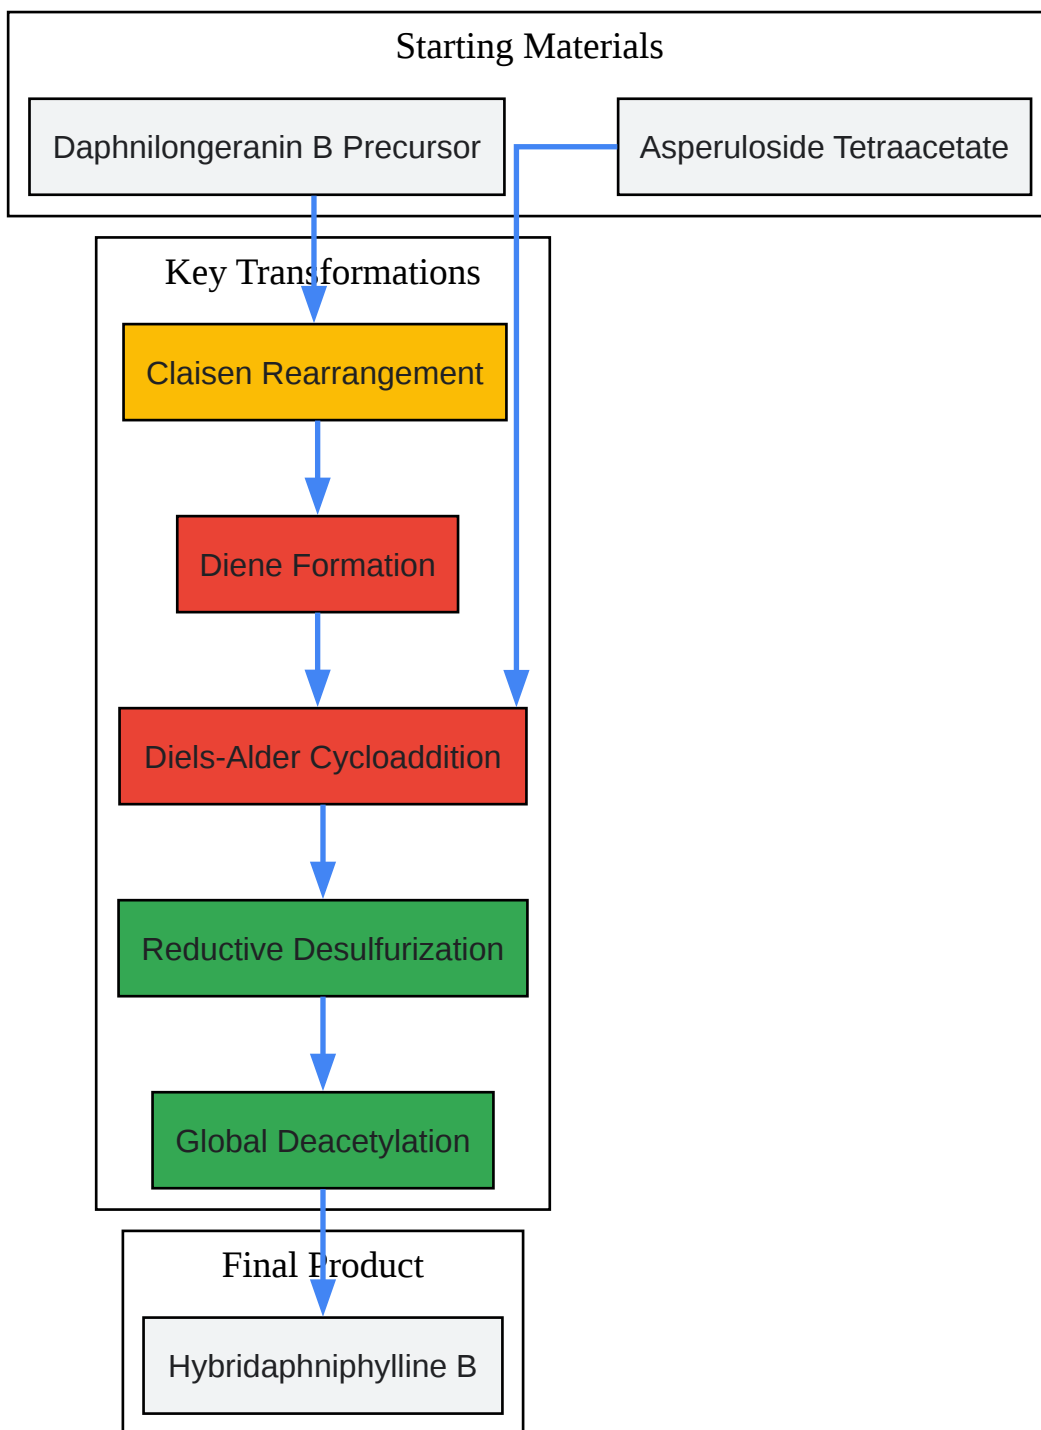 Starting Materials
Daphnilongeranin B Precursor
Asperuloside Tetraacetate
Key Transformations
Claisen Rearrangement
Diene Formation
Diels-Alder Cycloaddition
Reductive Desulfurization
Global Deacetylation
Final Product
Hybridaphniphylline B